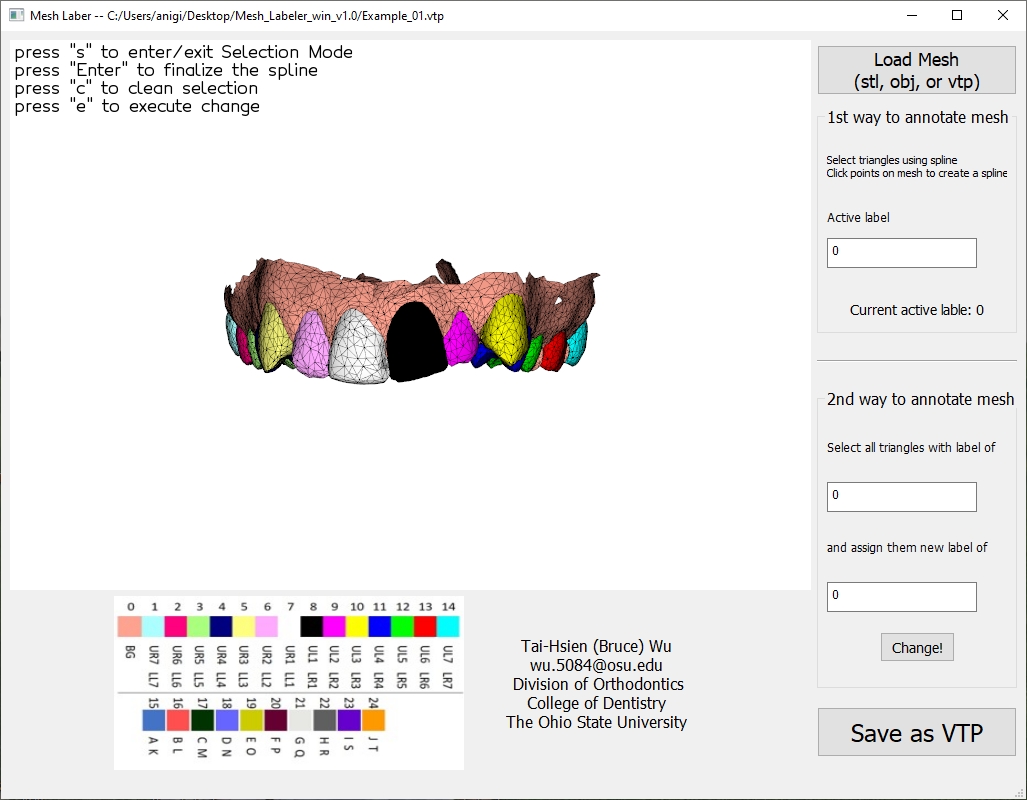 Mesh Laber -- C:/Users/anigi/Desktop/Mesh_Labeler_win_v1.0/Example_01.vtp
press "s" to enter/exit Selection Mode
press "Enter" to finalize the spline
press "c" to clean selection
press "e" to execute change
Load Mesh
(stl, obj, or vtp)
1st way to annotate mesh
Select triangles using spline
Click points on mesh to create a spline
Active label
0
Current active lable: 0
2nd way to annotate mesh
Select all triangles with label of
0
and assign them new label of
0
Change!
Save as VTP
0 1 2 3 4 5 6 7 8 9 10 11 12 13 14
BG UR7 UR6 UR5 UR4 UR3 UR2 UR1 UL1 UL2 UL3 UL4 UL5 UL6 UL7
LL7 LL6 LL5 LL4 LL3 LL2 LL1 LR1 LR2 LR3 LR4 LR5 LR6 LR7
15 16 17 18 19 20 21 22 23 24
A B C D E F G H I J
K L M N O P Q R S T
Tai-Hsien (Bruce) Wu
wu.5084@osu.edu
Division of Orthodontics
College of Dentistry
The Ohio State University